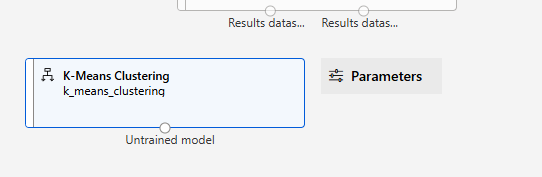 Results datas... Results datas...
K-Means Clustering
k_means_clustering
Parameters
Untrained model